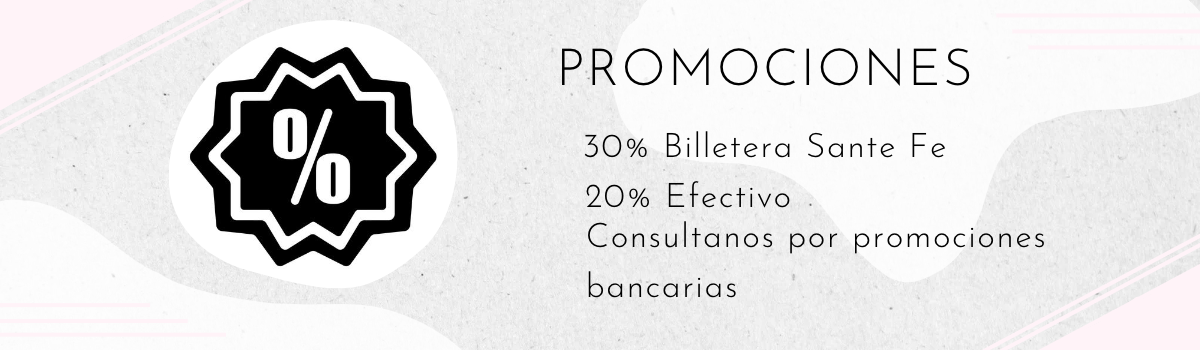 %
PROMOCIONES
30% Billetera Sante Fe
20% Efectivo
Consultanos por promociones
bancarias